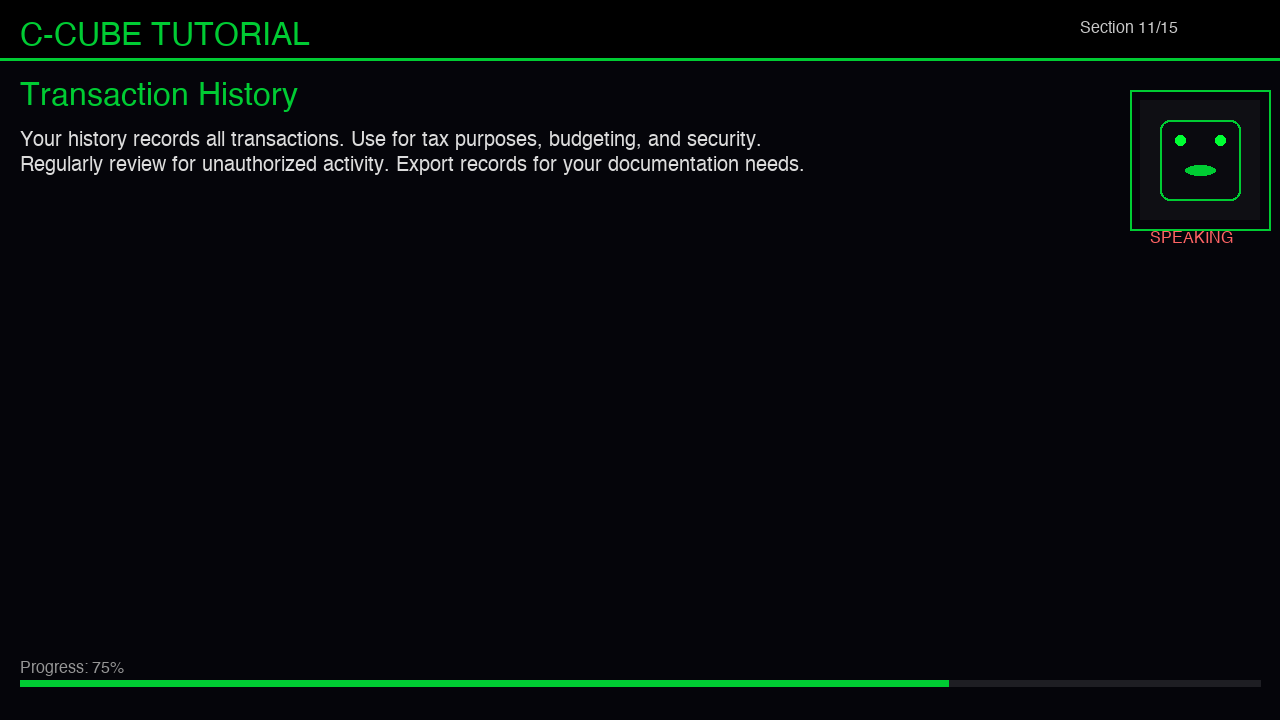 C-CUBE TUTORIAL
Section 11/15
Transaction History
Your history records all transactions. Use for tax purposes, budgeting, and security.
Regularly review for unauthorized activity. Export records for your documentation needs.
SPEAKING
Progress: 75%